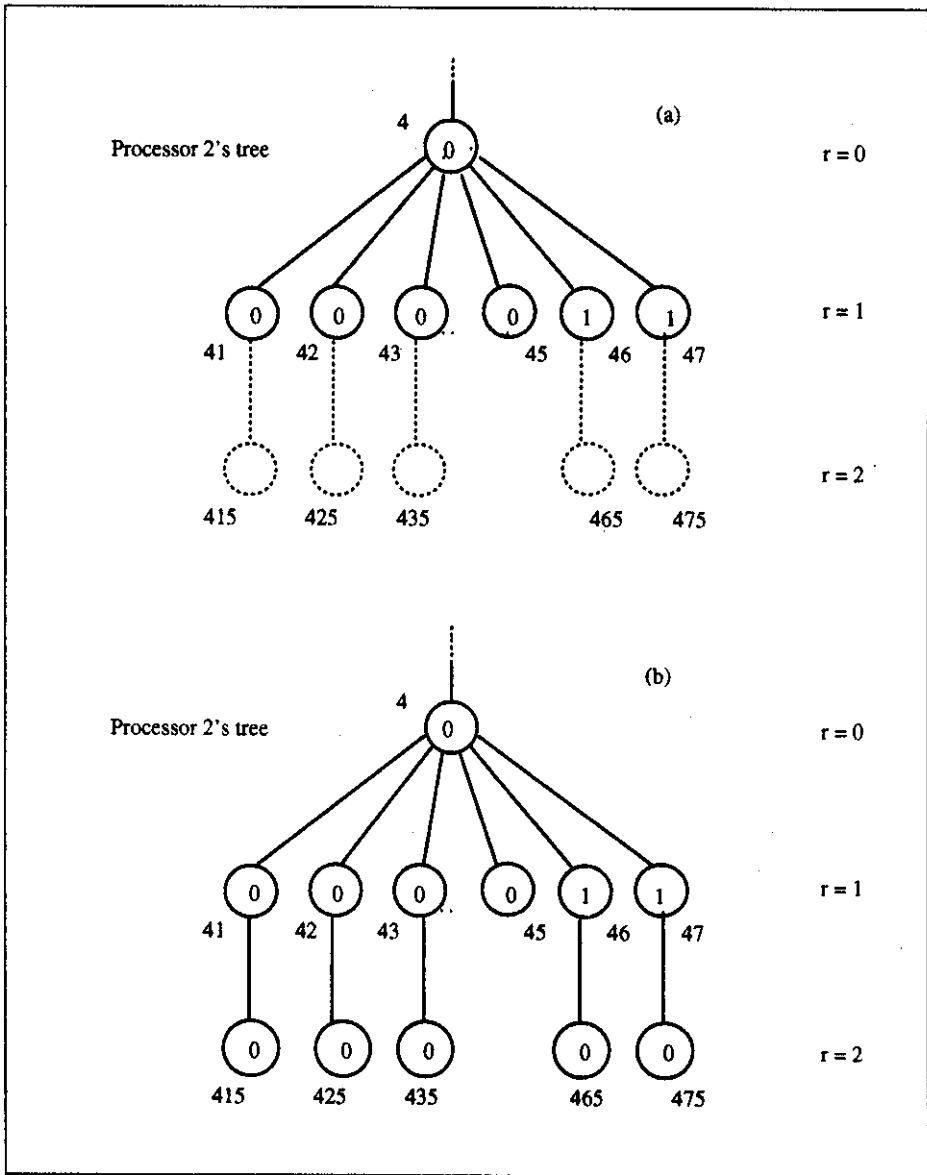 (a)
4
0
Processor 2's tree
r = 0
0 0 0 0 1 1
r = 1
41 42 43 45 46 47
r = 2
415 425 435 465 475
(b)
4
0
Processor 2's tree
r = 0
0 0 0 0 1 1
r = 1
41 42 43 45 46 47
0 0 0 0 0
r = 2
415 425 435 465 475